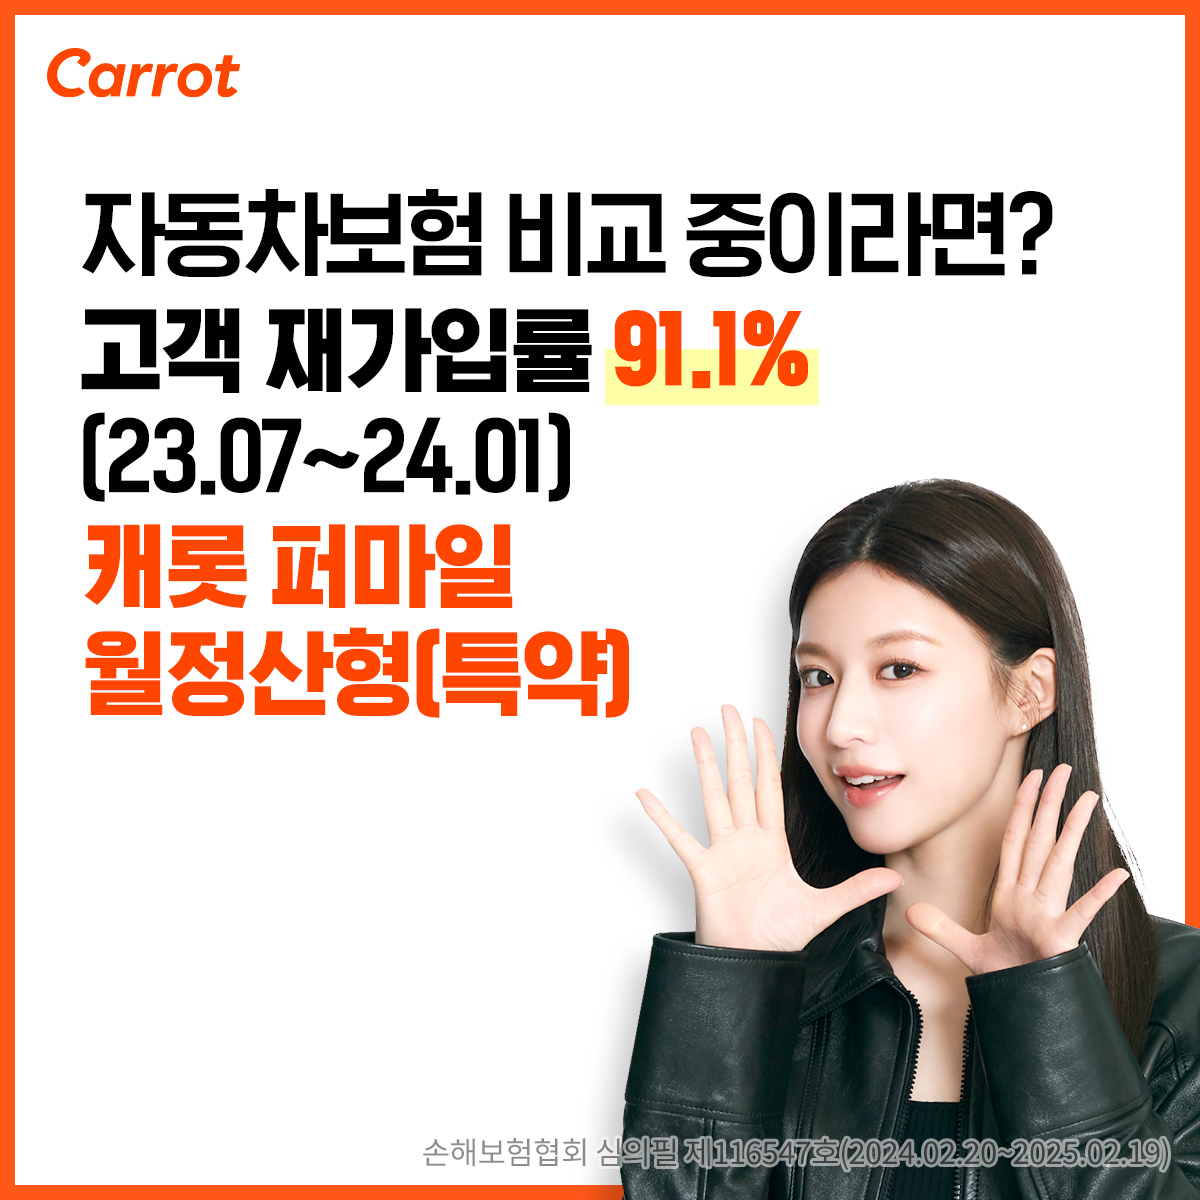 Carrot
자동차보험 비교 중이라면?
고객 재가입률 91.1%
(23.07~24.01)
캐롯 퍼마일
월정산형(특약)
손해보험협회 심의필 제116547호(2024.02.20~2025.02.19)